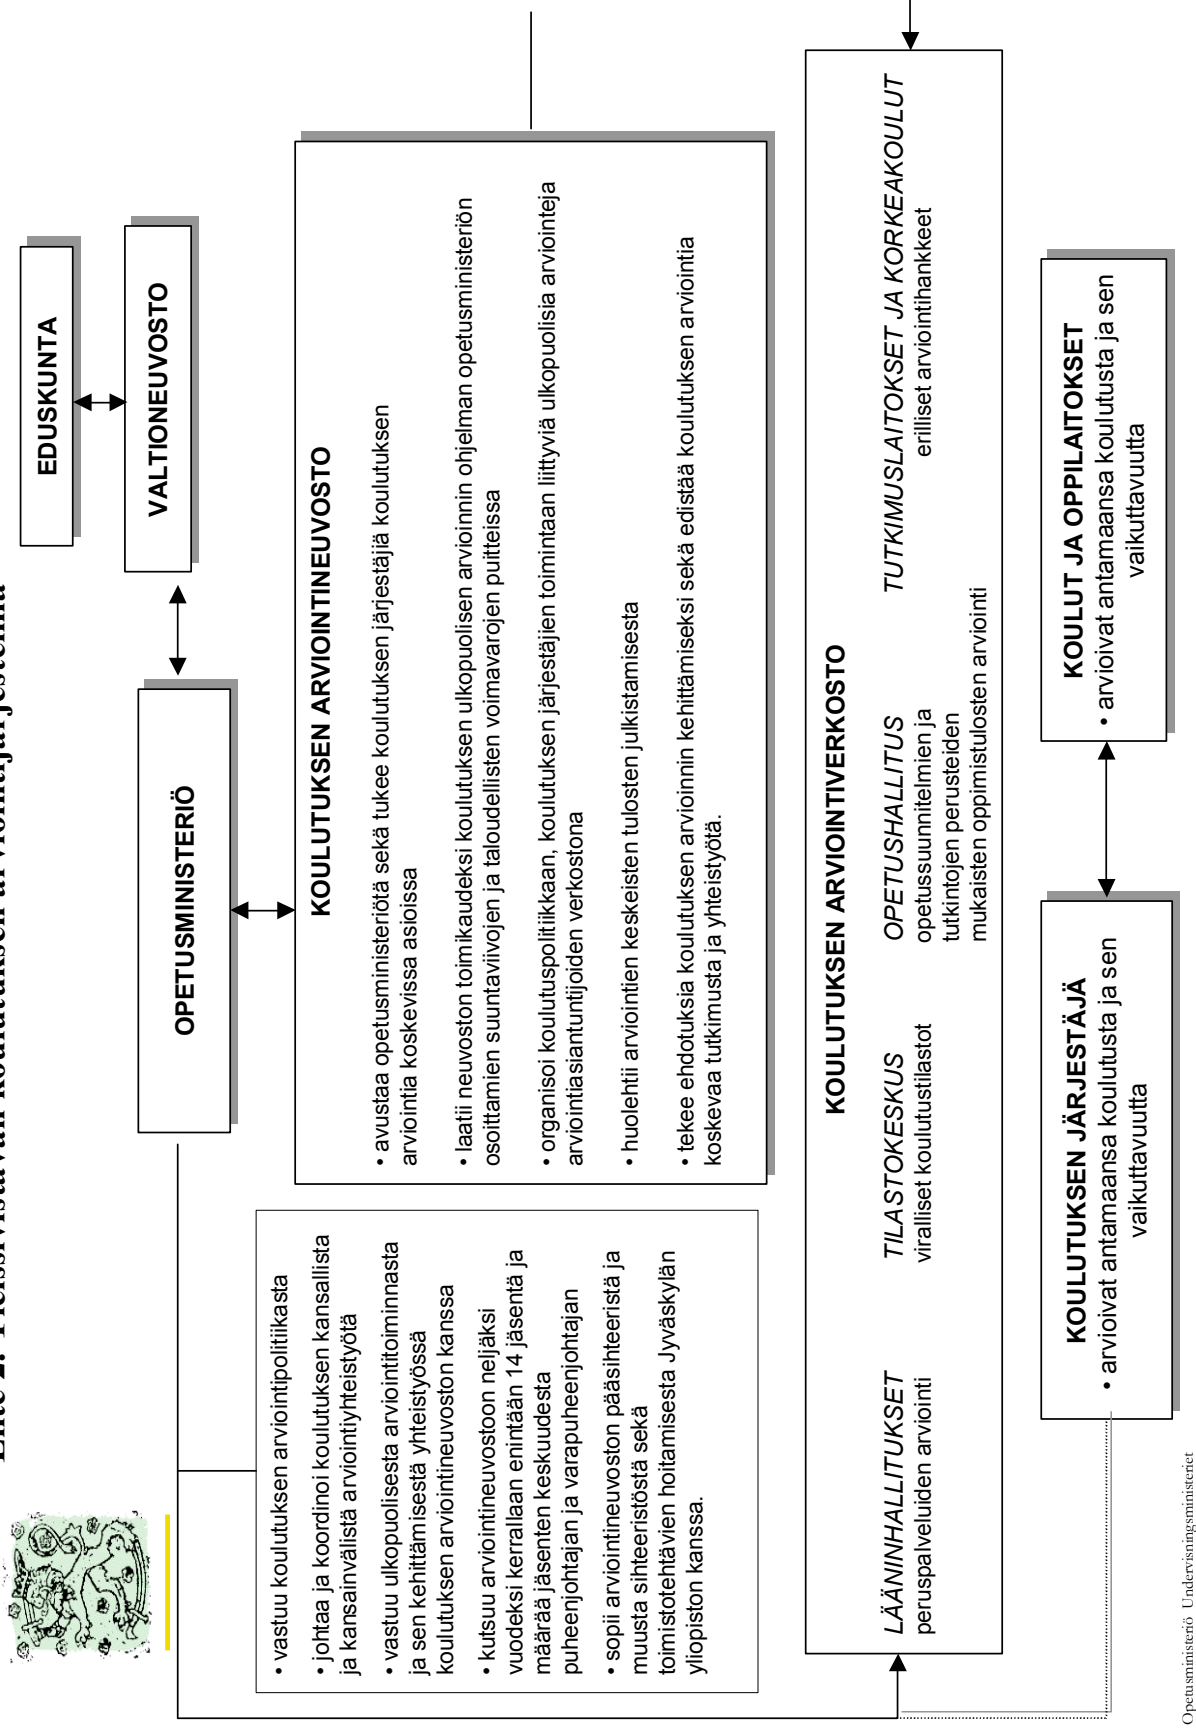 EDUSKUNTA
VALTIONEUVOSTO
OPETUSMINISTERIÖ
• vastuu koulutuksen arviointipolitiikasta
• johtaa ja koordinoi koulutuksen kansallista
ja kansainvälistä arviointiyhteistyötä
• vastuu ulkopuolisesta arviointitoiminnasta
ja sen kehittämisestä yhteistyössä
koulutuksen arviointineuvoston kanssa
• kutsuu arviointineuvostoon neljäksi
vuodeksi kerrallaan enintään 14 jäsentä ja
määrää jäsenten keskuudesta
puheenjohtajan ja varapuheenjohtajan
• sopii arviointineuvoston pääsihteeristä ja
muusta sihteeristöstä sekä
toimistotehtävien hoitamisesta Jyväskylän
yliopiston kanssa.
KOULUTUKSEN ARVIOINTINEUVOSTO
• avustaa opetusministeriötä sekä tukee koulutuksen järjestäjiä koulutuksen
arviointia koskevissa asioissa
• laatii neuvoston toimikaudeksi koulutuksen ulkopuolisen arvioinnin ohjelman opetusministeriön
osoittamien suuntaviivojen ja taloudellisten voimavarojen puitteissa
• organisoi koulutuspolitiikkaan, koulutuksen järjestäjien toimintaan liittyviä ulkopuolisia arviointeja
arviointiasiantuntijoiden verkostona
• huolehtii arviointien keskeisten tulosten julkistamisesta
• tekee ehdotuksia koulutuksen arvioinnin kehittämiseksi sekä edistää koulutuksen arviointia
koskevaa tutkimusta ja yhteistyötä.
KOULUTUKSEN ARVIOINTIVERKOSTO
LÄÄNINHALLITUKSET
peruspalveluiden arviointi
TILASTOKESKUS
viralliset koulutustilastot
OPETUSHALLITUS
opetussuunnitelmien ja
tutkintojen perusteiden
mukaisten oppimistulosten arviointi
TUTKIMUSLAITOKSET JA KORKEAKOULUT
erilliset arviointihankkeet
KOULUTUKSEN JÄRJESTÄJÄ
• arvioivat antamaansa koulutusta ja sen
vaikuttavuutta
KOULUT JA OPPILAITOKSET
• arvioivat antamaansa koulutusta ja sen
vaikuttavuutta
Opetusministeriö Undervisningsministeriet